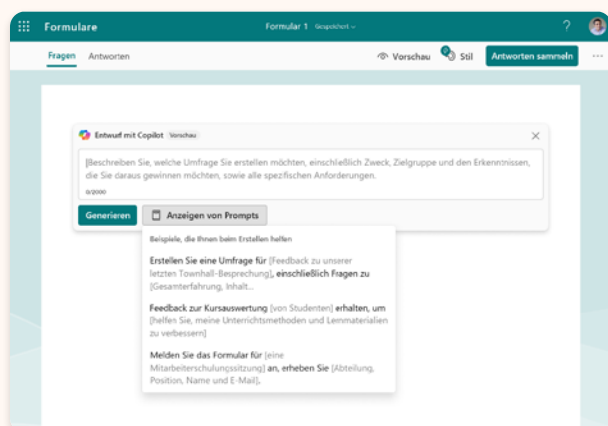 Formulare
Formular 1 Gespeichert
?
Fragen Antworten
Vorschau Stil Antworten sammeln ...
Entwurf mit Copilot Vorschau
Beschreiben Sie, welche Umfrage Sie erstellen möchten, einschließlich Zweck, Zielgruppe und den Erkenntnissen,
die Sie daraus gewinnen möchten, sowie alle spezifischen Anforderungen.
0/2000
Generieren Anzeigen von Prompts
Beispiele, die Ihnen beim Erstellen helfen
Erstellen Sie eine Umfrage für [Feedback zu unserer
letzten Townhall-Besprechung], einschließlich Fragen zu
[Gesamterfahrung, Inhalt...
Feedback zur Kursauswertung [von Studenten] erhalten, um
[helfen Sie, meine Unterrichtsmethoden und Lernmaterialien
zu verbessern]
Melden Sie das Formular für [eine
Mitarbeiterschulungssitzung] an, erheben Sie [Abteilung,
Position, Name und E-Mail].